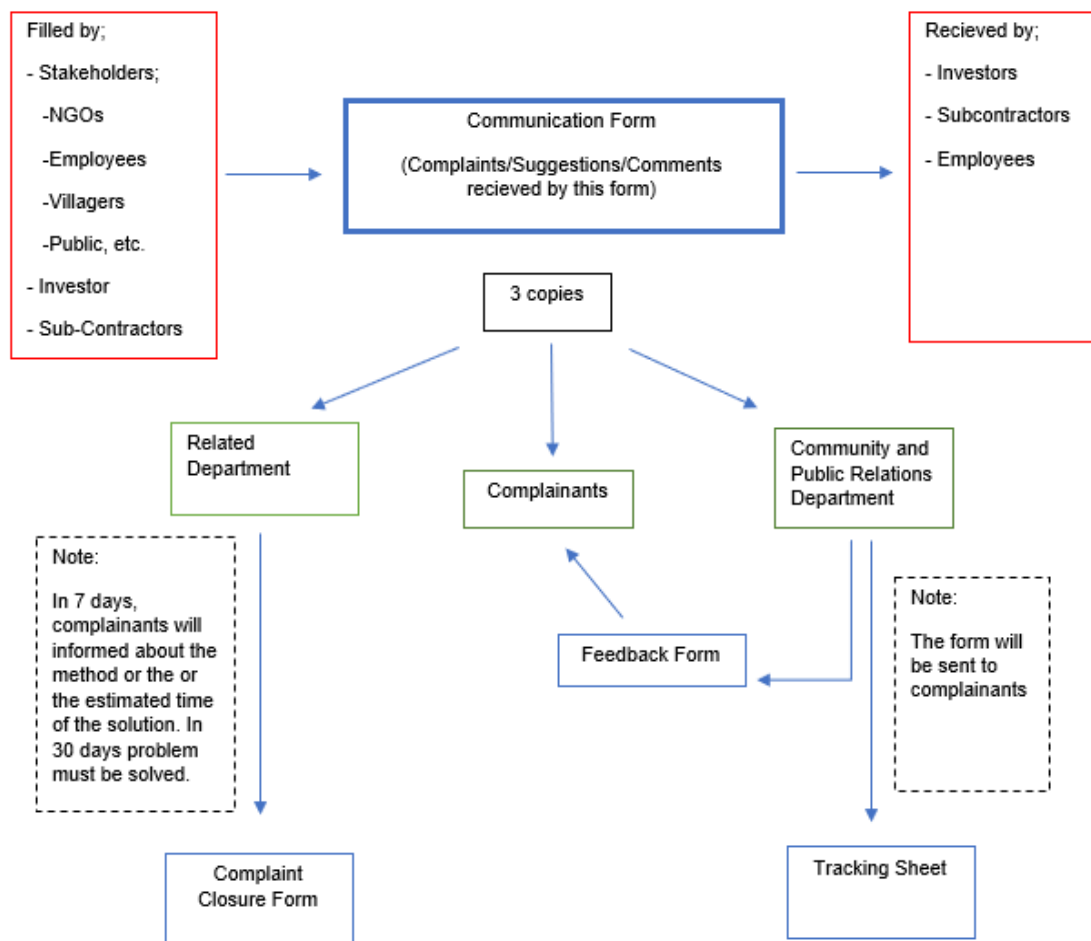 Filled by;
- Stakeholders;
-NGOs
-Employees
-Villagers
-Public, etc.
- Investor
- Sub-Contractors
Communication Form
(Complaints/Suggestions/Comments
recieved by this form)
Recieved by;
- Investors
- Subcontractors
- Employees
3 copies
Related
Department
Complainants
Community and
Public Relations
Department
Note:
In 7 days,
complainants will
informed about the
method or the or
the estimated time
of the solution. In
30 days problem
must be solved.
Feedback Form
Note:
The form will
be sent to
complainants
Complaint
Closure Form
Tracking Sheet